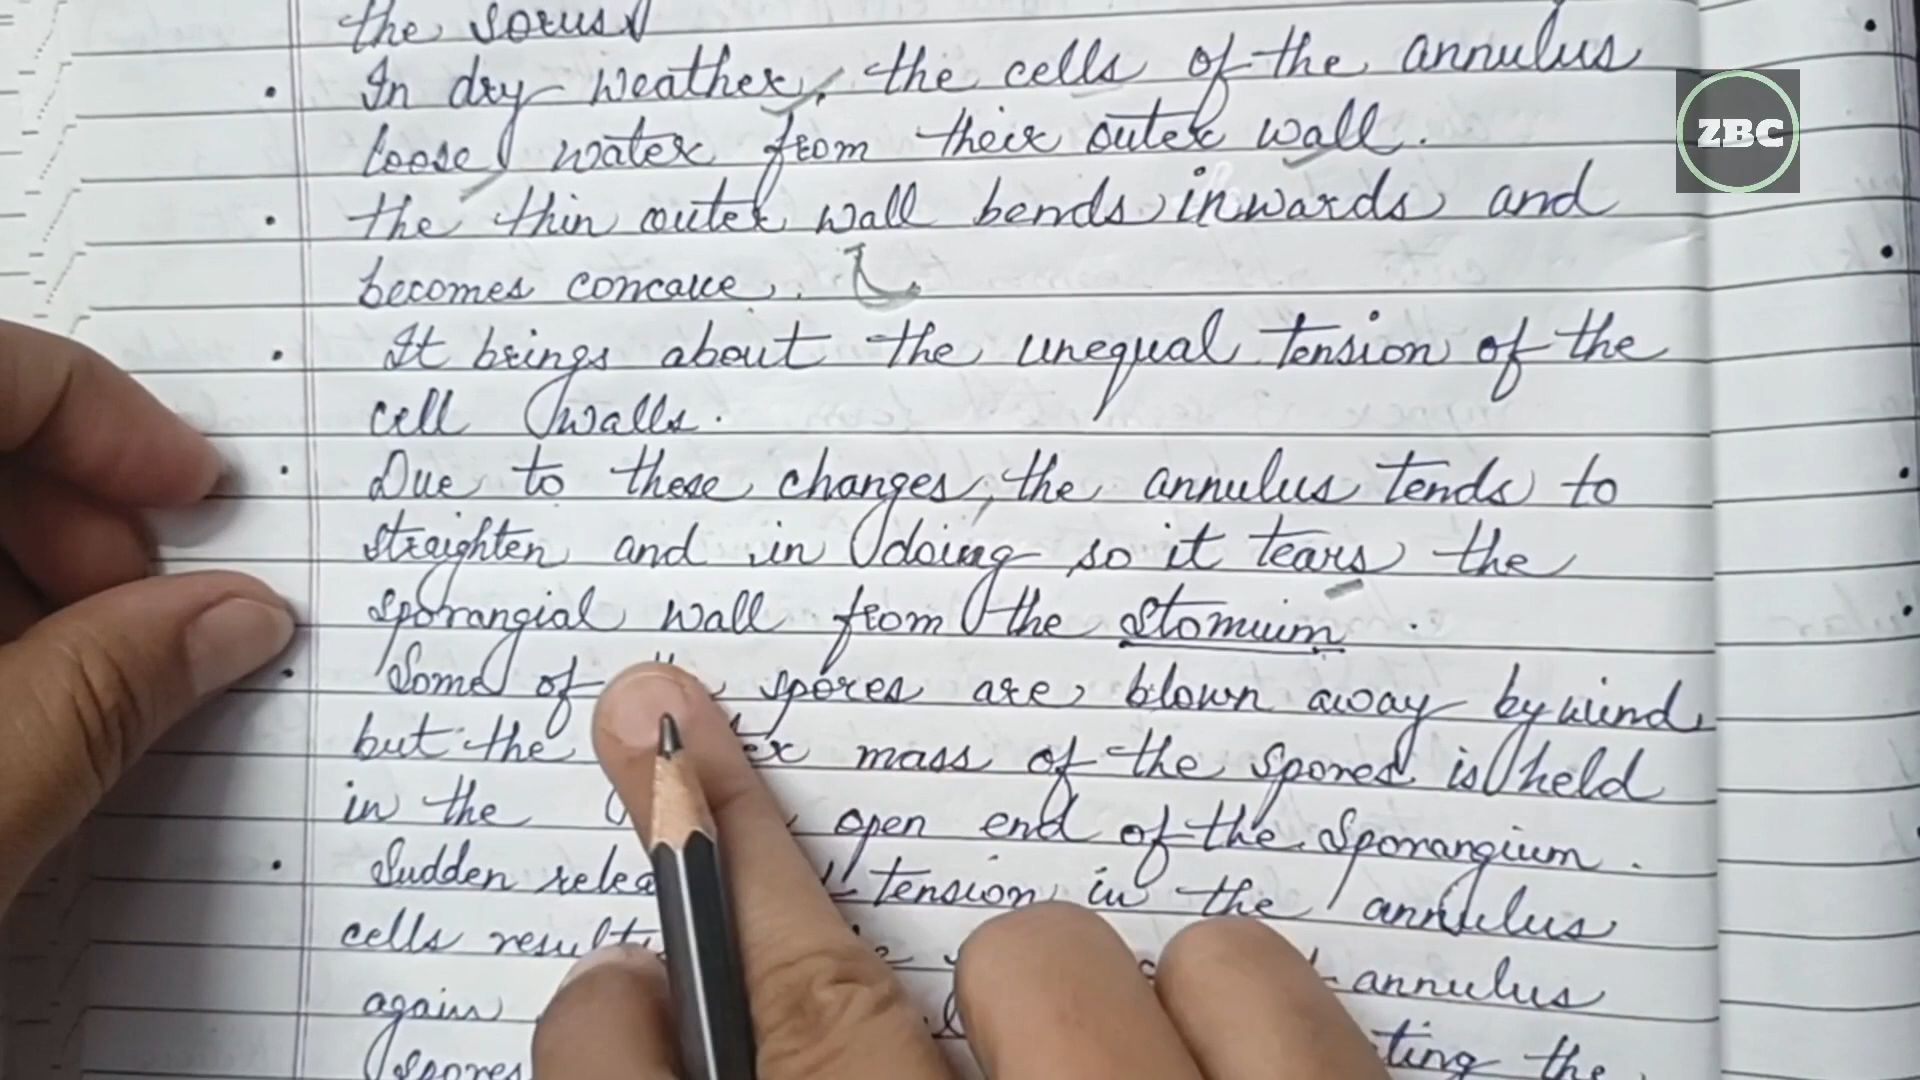 the sorus
• In dry weather, the cells of the annulus
loose water from their outer wall.
• the thin outer wall bends inwards and
becomes concave.
• It brings about the unequal tension of the
cell walls.
• Due to these changes, the annulus tends to
straighten and in doing so it tears the
sporangial wall from the stomium.
• Some of spores are blown away by wind
but the mass of the spores is held
in the open end of the sporangium.
• Sudden tension in the annulus
cells annulus
again
spores the
ZBC